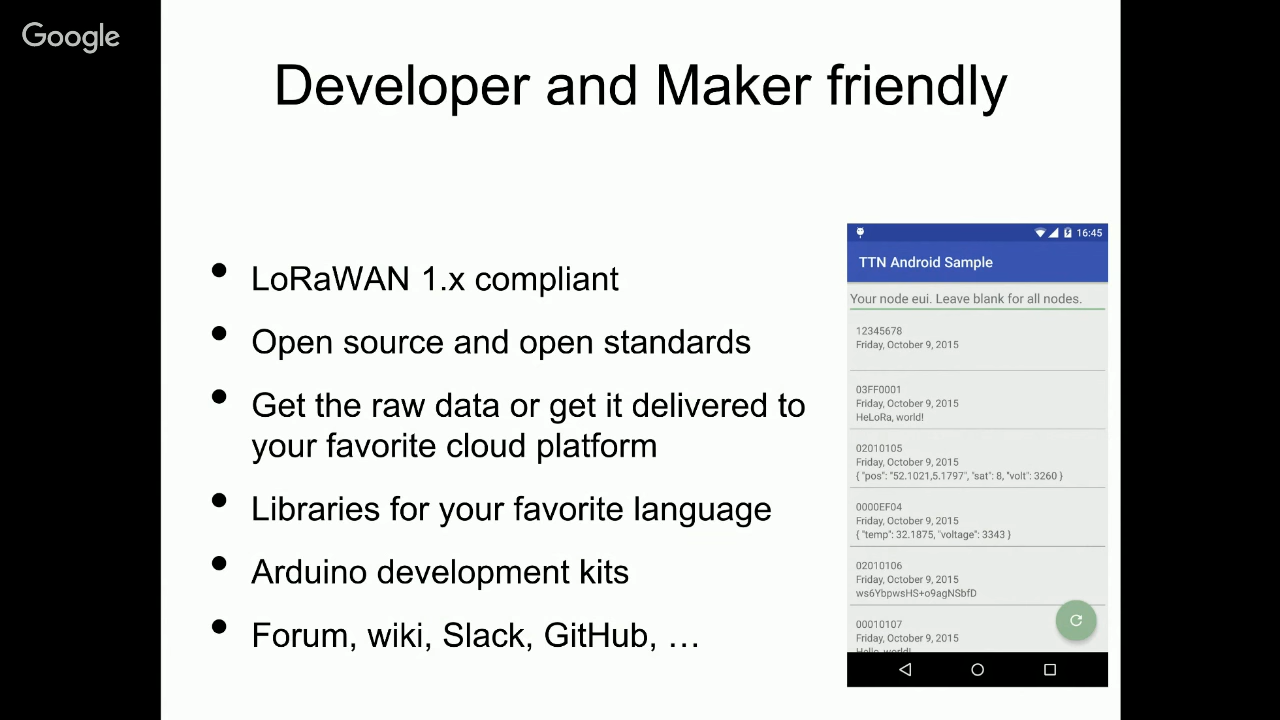 Google
Developer and Maker friendly
LoRaWAN 1.x compliant
Open source and open standards
Get the raw data or get it delivered to
your favorite cloud platform
Libraries for your favorite language
Arduino development kits
Forum, wiki, Slack, GitHub, …
16:45
TTN Android Sample
Your node eui. Leave blank for all nodes.
12345678
Friday, October 9, 2015
03FF0001
Friday, October 9, 2015
HeLoRa, world!
02010105
Friday, October 9, 2015
{ "pos": "52.1021,5.1797", "sat": 8, "volt": 3260 }
0000EF04
Friday, October 9, 2015
{ "temp": 32.1875, "voltage": 3343 }
02010106
Friday, October 9, 2015
ws6YbpwsHS+o9agNSbfD
00010107
Friday, October 9, 2015
Hello, world!